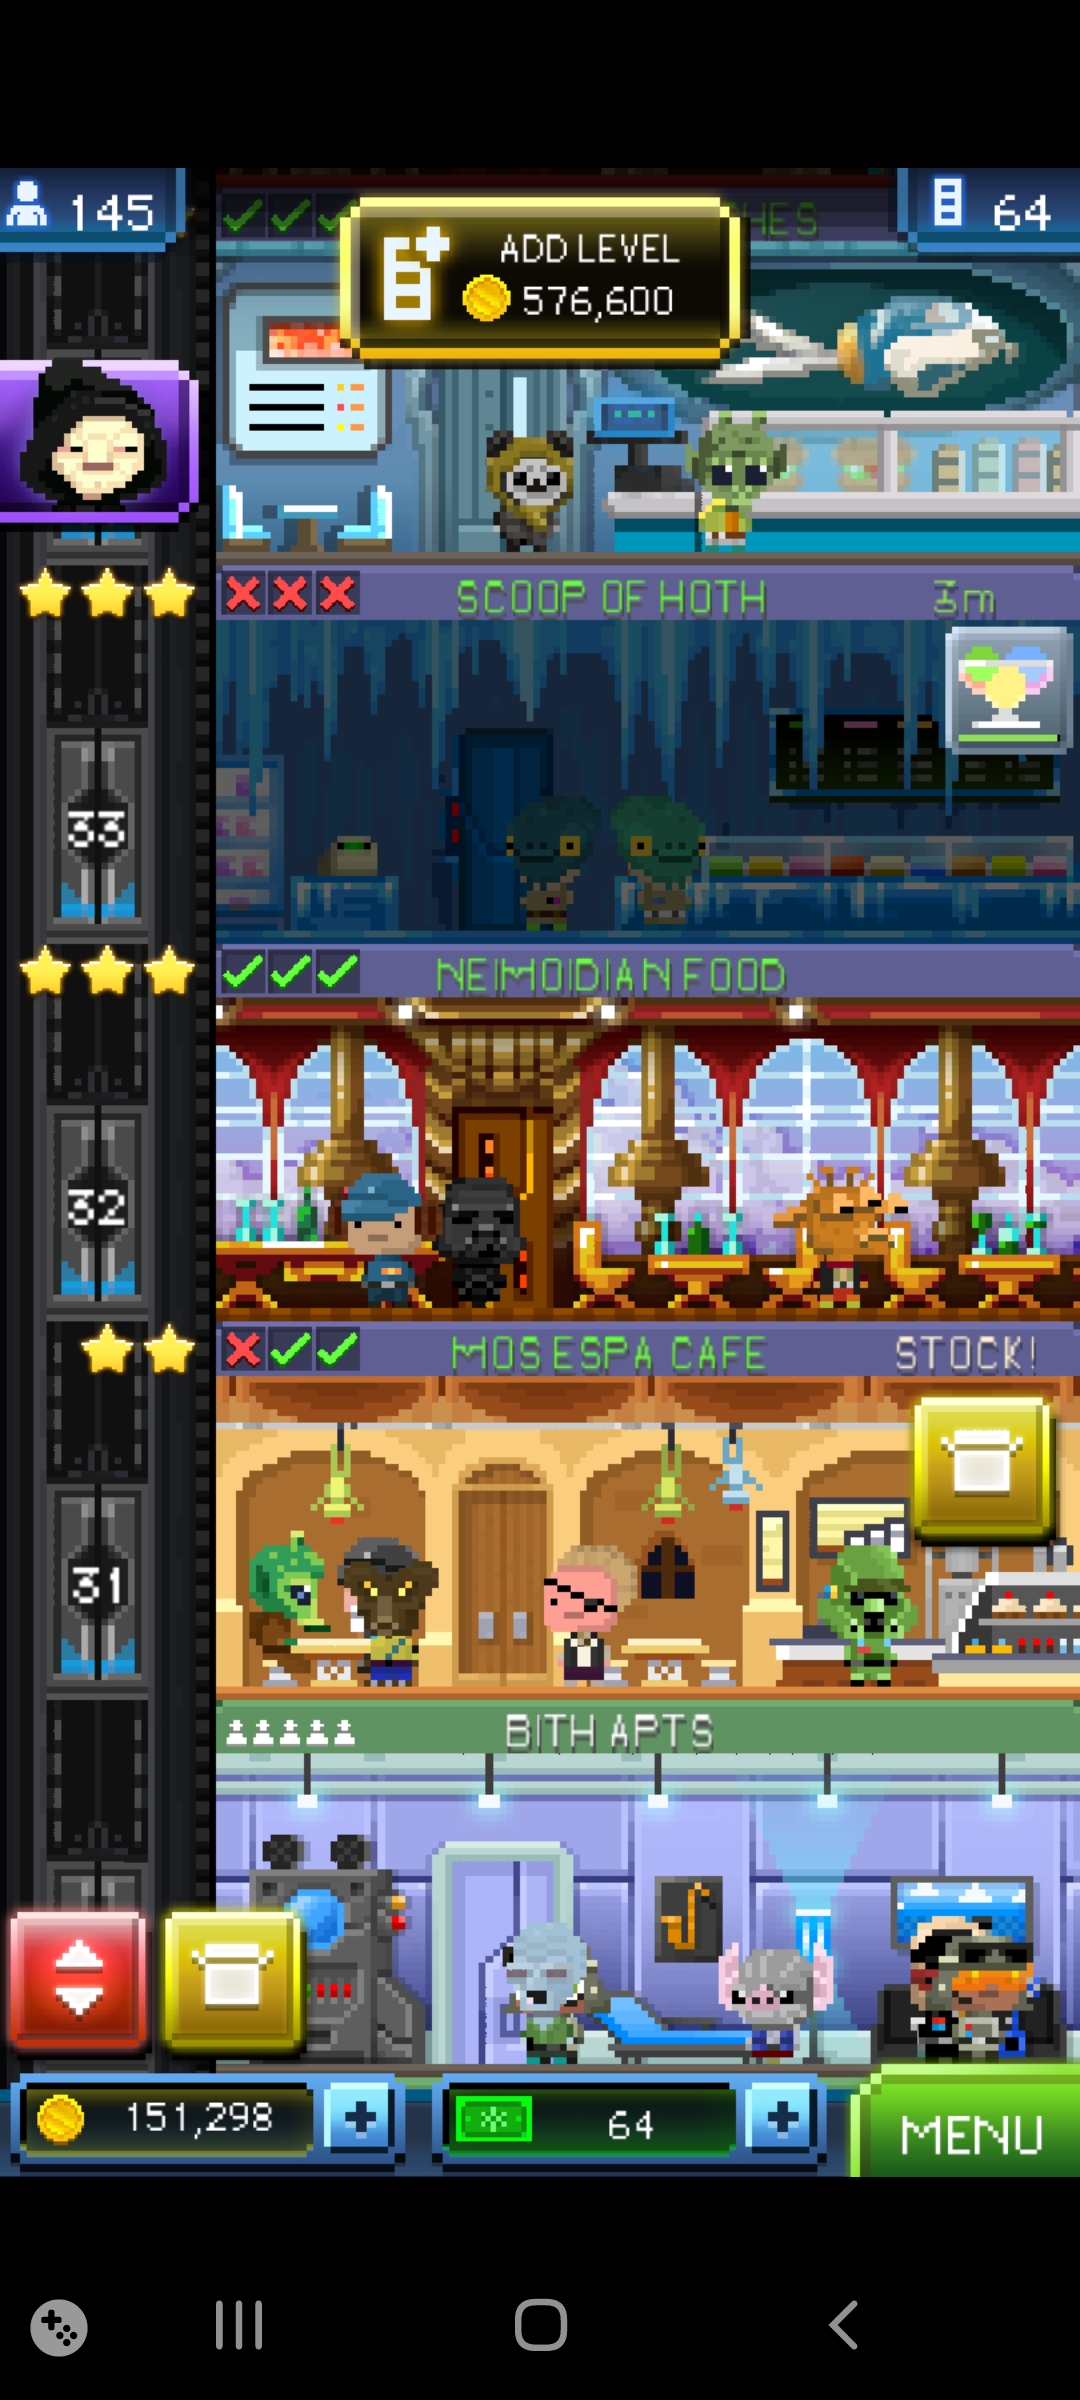 145
HES
64
ADD LEVEL
576,600
SCOOP OF HOTH
3m
33
NEIMOIDIAN FOOD
32
MOS ESPA CAFE
STOCK!
31
BITH APTS
151,298
64
MENU